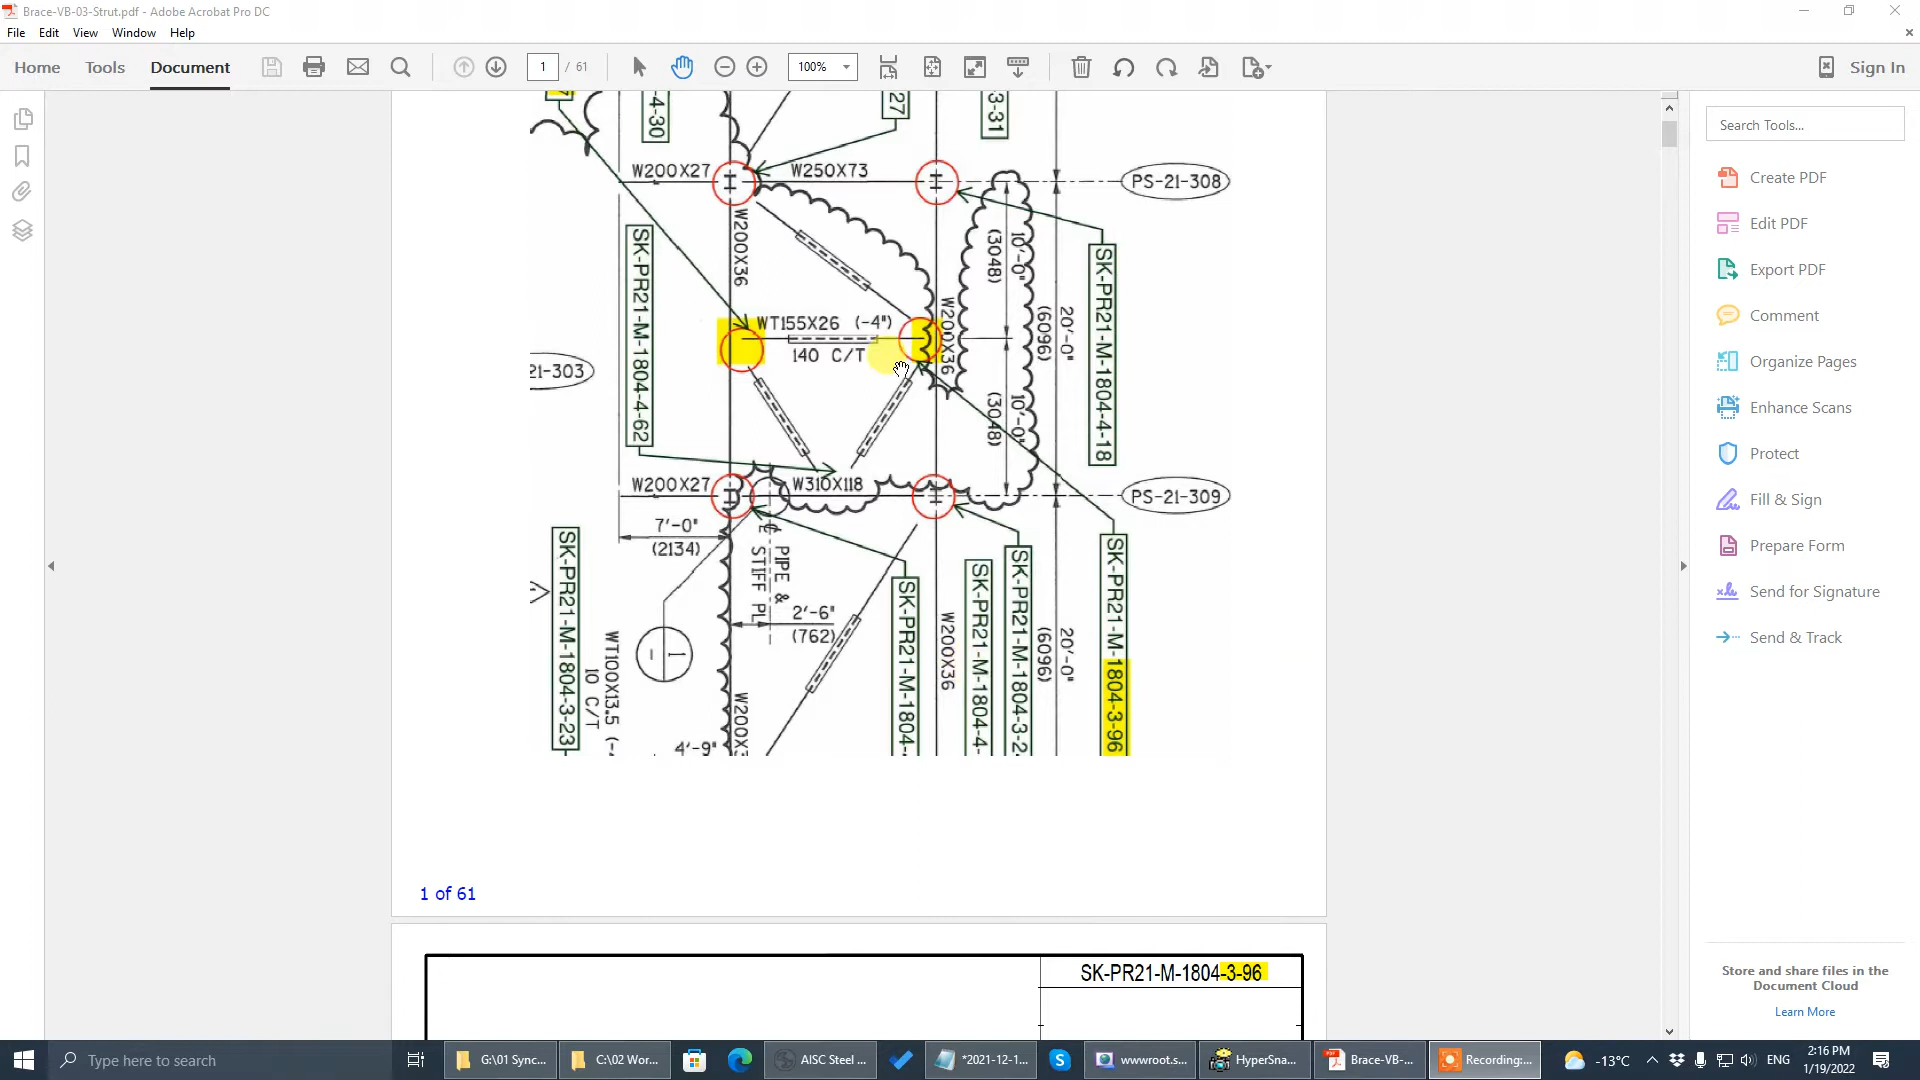 Brace-VB-03-Strut.pdf - Adobe Acrobat Pro DC
File Edit View Window Help
Home Tools Document 1 / 61 100% Sign In
Search Tools...
Create PDF
Edit PDF
Export PDF
Comment
Organize Pages
Enhance Scans
Protect
Fill & Sign
Prepare Form
Send for Signature
Send & Track
Store and share files in the
Document Cloud
Learn More
-4-30
27
3-31
W200X27
W250X73
PS-21-308
W200X36
SK-PR21-M-1804-4-62
10'-0"
(3048)
20'-0"
(6096)
SK-PR21-M-1804-4-18
WT155X26 (-4")
140 C/T
W200X36
21-303
10'-0"
(3048)
W200X27
W310X118
PS-21-309
7'-0"
(2134)
PIPE &
STIFF PL
2'-6"
(762)
SK-PR21-M-1804-3-23
WT100X13.5
10 C/T
1
-
SK-PR21-M-1804-
W200X36
SK-PR21-M-1804-4-
SK-PR21-M-1804-3-2
20'-0"
(6096)
SK-PR21-M-1804-3-96
4'-9"
W200X
1 of 61
SK-PR21-M-1804-3-96
Type here to search
G:\01 Sync...
C:\02 Wor...
AISC Steel ...
*2021-12-1...
wwwroot.s...
HyperSna...
Brace-VB-...
Recording:...
-13°C
ENG
2:16 PM
1/19/2022